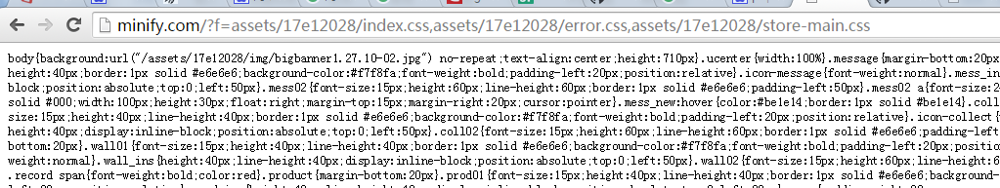 minify.com/?f=assets/17e12028/index.css,assets/17e12028/error.css,assets/17e12028/store-main.css
body{background:url("/assets/17e12028/img/bigbanner1.27.10-02.jpg") no-repeat;text-align:center;height:710px}.ucenter{width:100%}.message{margin-bottom:20px
height:40px;border:1px solid #e6e6e6;background-color:#f7f8fa;font-weight:bold;padding-left:20px;position:relative}.icon-message{font-weight:normal}.mess_in
block;position:absolute;top:0;left:50px}.mess02{font-size:15px;height:60px;line-height:60px;border:1px solid #e6e6e6;padding-left:50px}.mess02 a{font-size:2
solid #000;width:100px;height:30px;float:right;margin-top:15px;margin-right:20px;cursor:pointer}.mess_new:hover{color:#be1e14;border:1px solid #be1e14}.coll
size:15px;height:40px;line-height:40px;border:1px solid #e6e6e6;background-color:#f7f8fa;font-weight:bold;padding-left:20px;position:relative}.icon-collect{
height:40px;display:inline-block;position:absolute;top:0;left:50px}.coll02{font-size:15px;height:60px;line-height:60px;border:1px solid #e6e6e6;padding-left
bottom:20px}.wall01{font-size:15px;height:40px;line-height:40px;border:1px solid #e6e6e6;background-color:#f7f8fa;font-weight:bold;padding-left:20px;positio
weight:normal}.wall_ins{height:40px;line-height:40px;display:inline-block;position:absolute;top:0;left:50px}.wall02{font-size:15px;height:60px;line-height:6
.record span{font-weight:bold;color:red}.product{margin-bottom:20px}.prod01{font-size:15px;height:40px;line-height:40px;border:1px solid #e6e6e6;background-